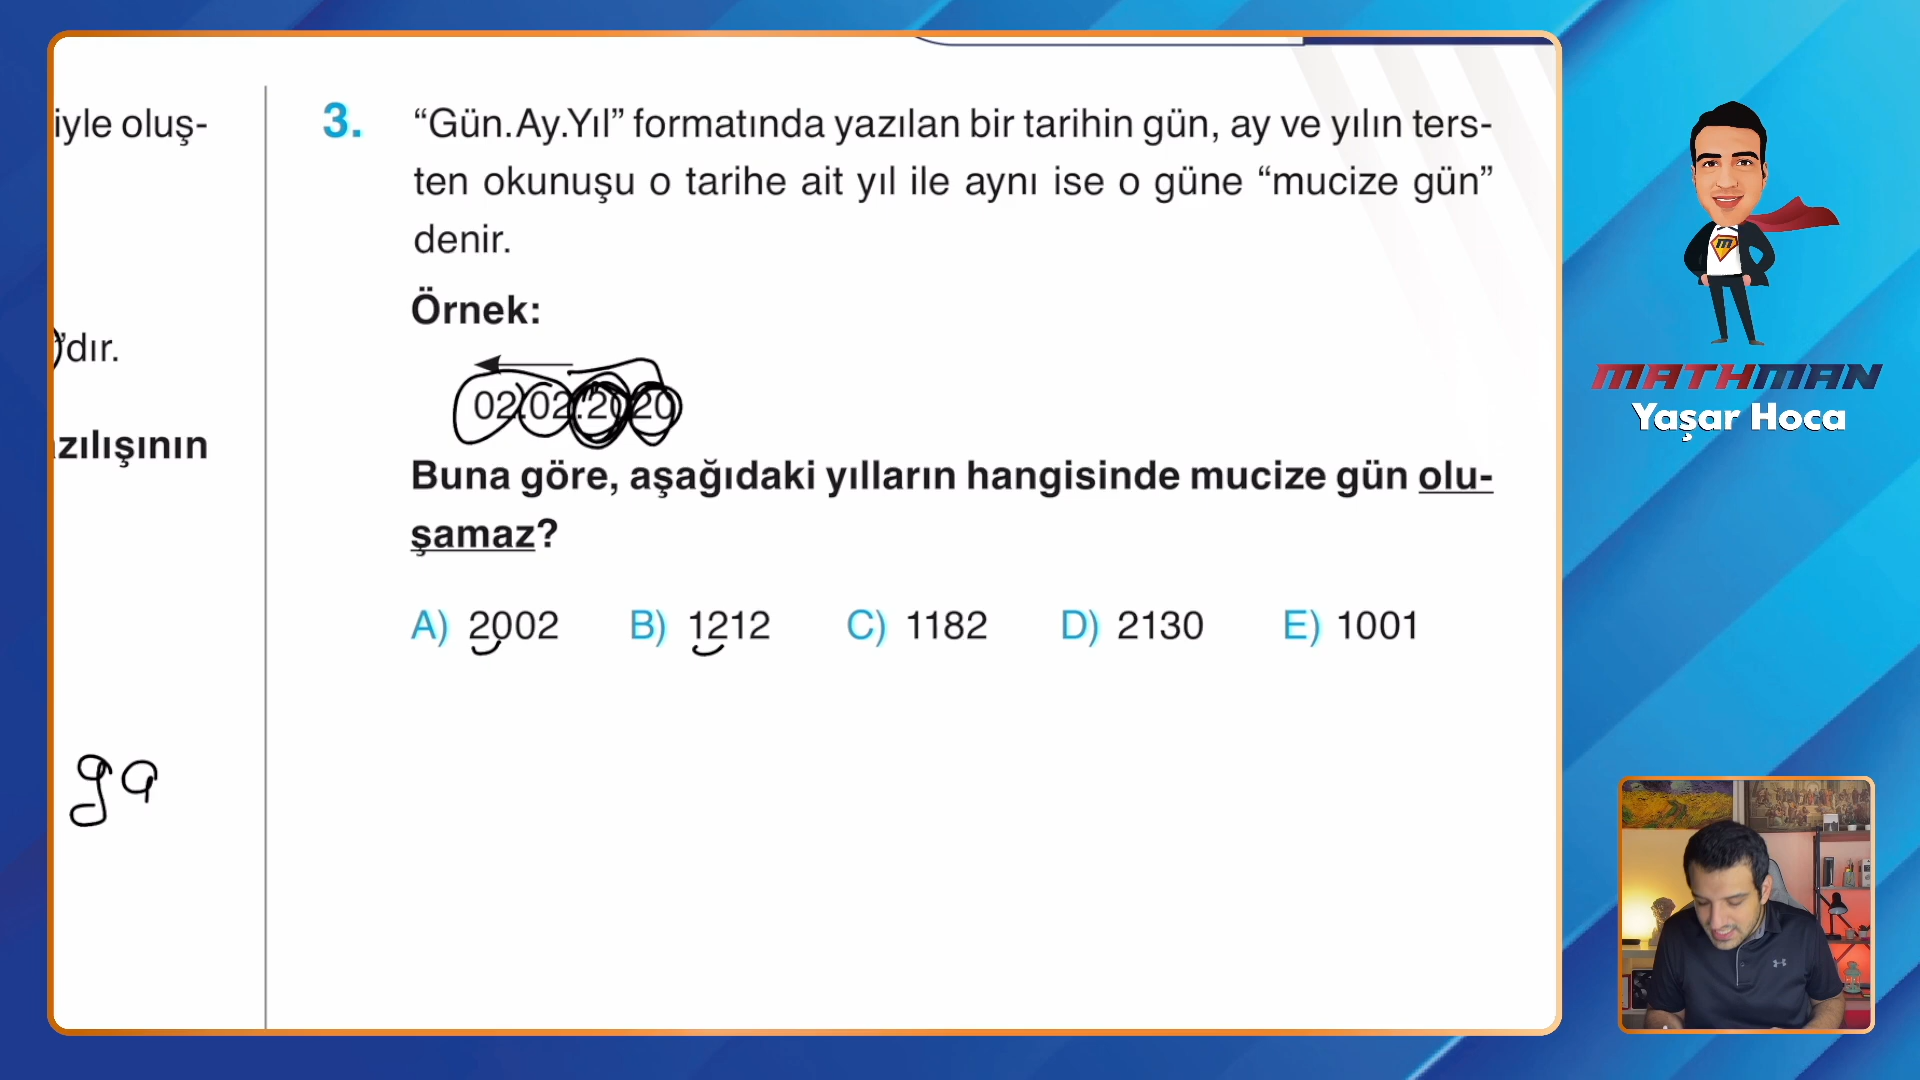 iyle oluş-
)'dır.
zılışının
ga
3. “Gün.Ay.Yıl” formatında yazılan bir tarihin gün, ay ve yılın ters-
ten okunuşu o tarihe ait yıl ile aynı ise o güne “mucize gün”
denir.
Örnek:
02.02.2020
Buna göre, aşağıdaki yılların hangisinde mucize gün olu-
şamaz?
A) 2002 B) 1212 C) 1182 D) 2130 E) 1001
m
MATHMAN
Yaşar Hoca